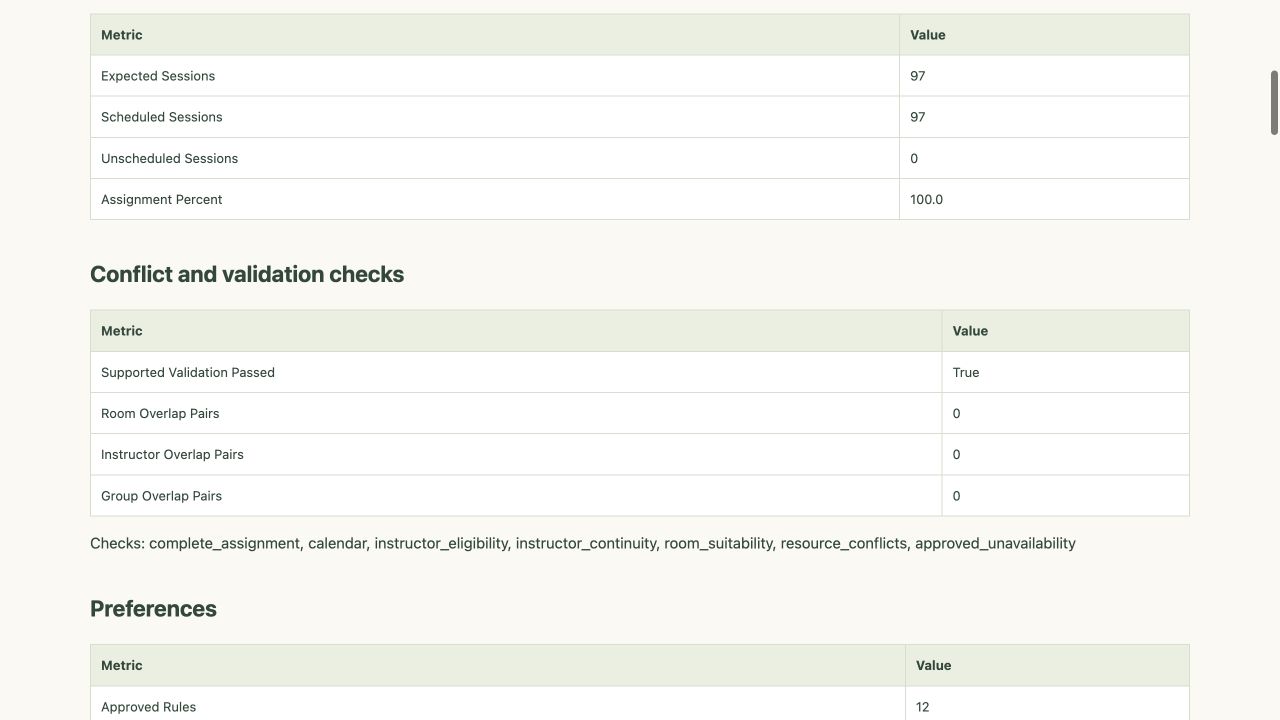 Metric Value
Expected Sessions 97
Scheduled Sessions 97
Unscheduled Sessions 0
Assignment Percent 100.0
Conflict and validation checks
Metric Value
Supported Validation Passed True
Room Overlap Pairs 0
Instructor Overlap Pairs 0
Group Overlap Pairs 0
Checks: complete_assignment, calendar, instructor_eligibility, instructor_continuity, room_suitability, resource_conflicts, approved_unavailability
Preferences
Metric Value
Approved Rules 12